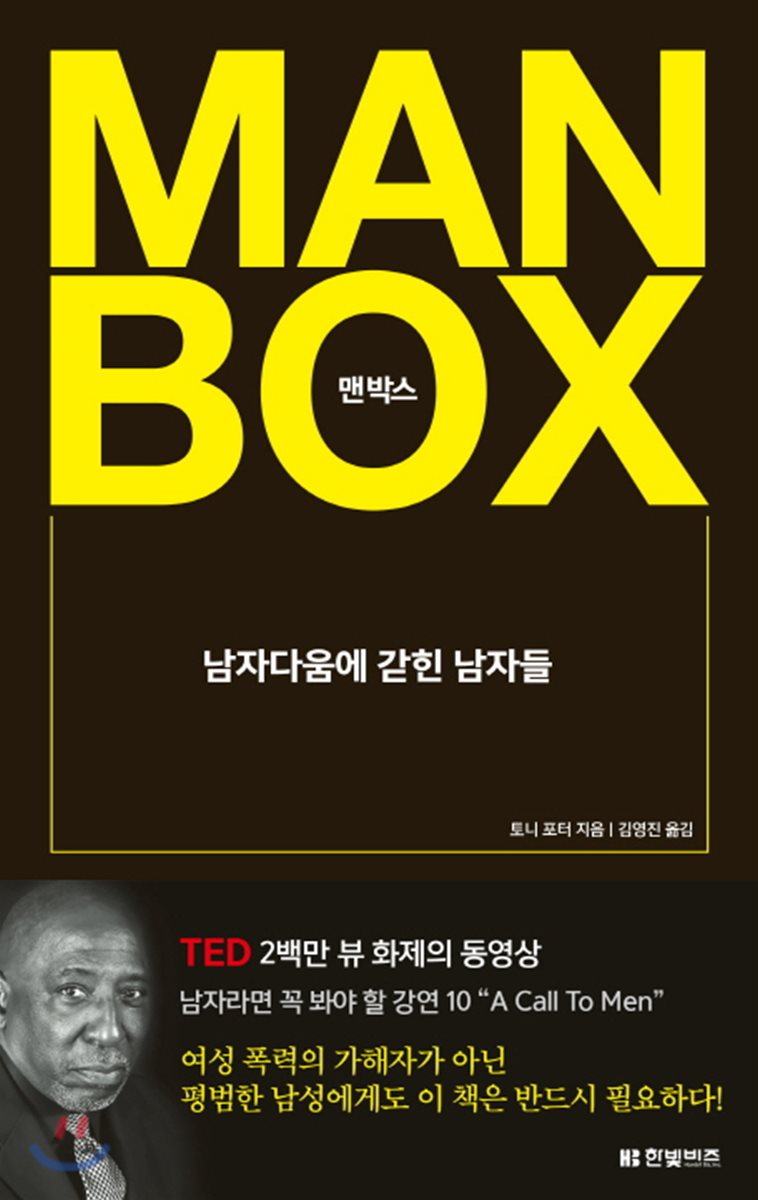 MAN
BOX
맨박스
남자다움에 갇힌 남자들
토니 포터 지음 | 김영진 옮김
TED 2백만 뷰 화제의 동영상
남자라면 꼭 봐야 할 강연 10 “A Call To Men”
여성 폭력의 가해자가 아닌
평범한 남성에게도 이 책은 반드시 필요하다!
HB 한빛비즈